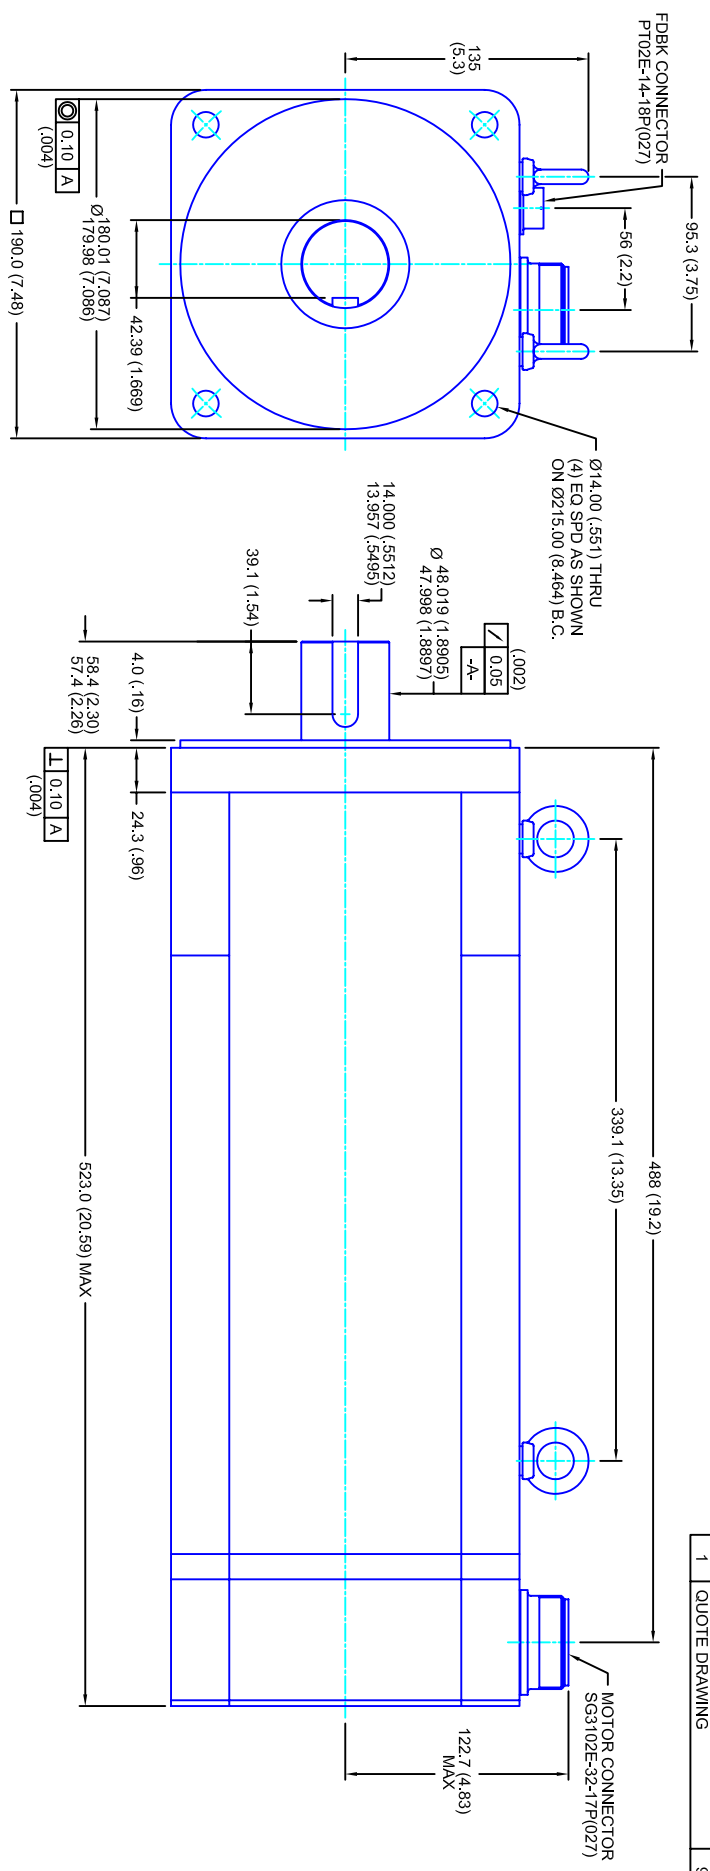 FDBK CONNECTOR
PT02E-14-18P(027)
135
(5.3)
95.3 (3.75)
56 (2.2)
0.10 A
(.004)
Ø180.01 (7.087)
179.98 (7.086)
190.0 (7.48)
42.39 (1.669)
Ø14.00 (.551) THRU
(4) EQ SPD AS SHOWN
ON Ø215.00 (8.464) B.C.
14.000 (.5512)
13.957 (.5495)
39.1 (1.54)
Ø 48.019 (1.8905)
47.998 (1.8897)
(.002)
0.05
-A-
58.4 (2.30)
57.4 (2.26)
4.0 (.16)
0.10 A
(.004)
24.3 (.96)
488 (19.2)
339.1 (13.35)
523.0 (20.59) MAX
MOTOR CONNECTOR
SG3102E-32-17P(027)
122.7 (4.83)
MAX
1 QUOTE DRAWING